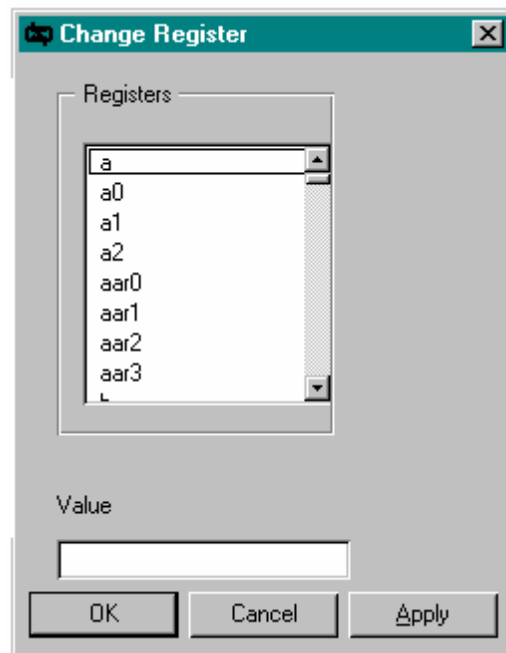 Change Register
Registers
a
a0
a1
a2
aar0
aar1
aar2
aar3
Value
OK Cancel Apply